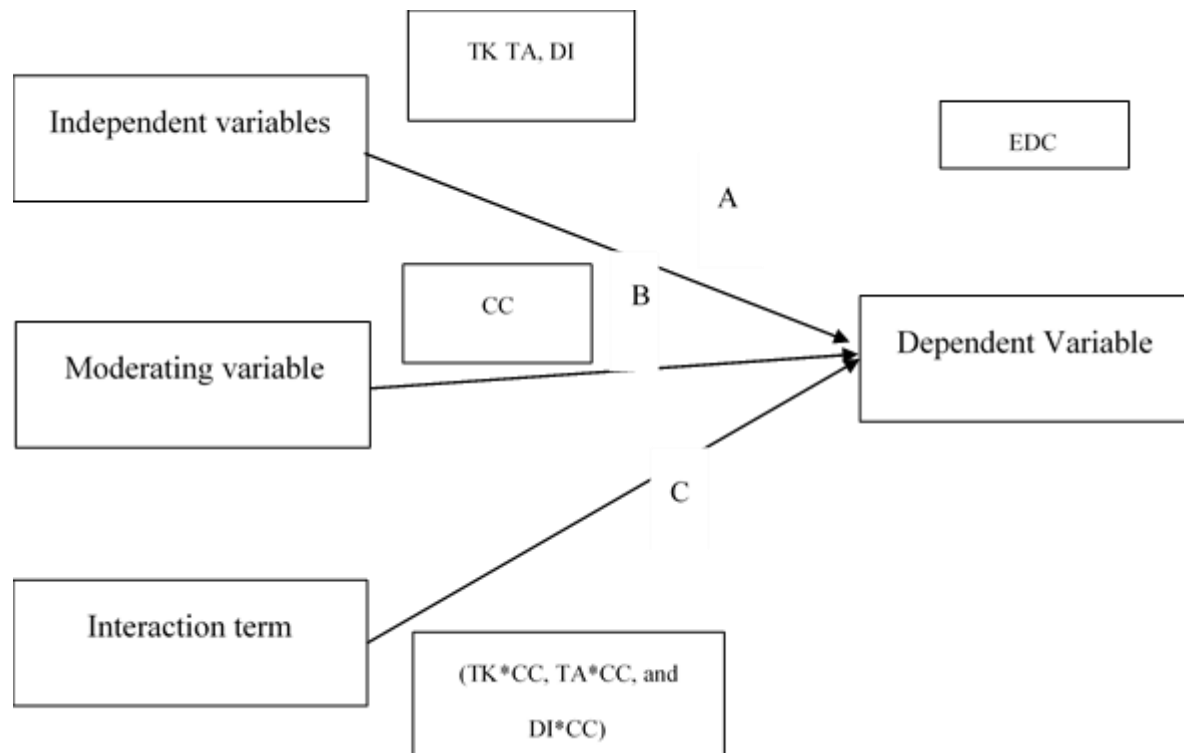 TK TA, DI
Independent variables
EDC
A
CC
B
Moderating variable
Dependent Variable
C
Interaction term
(TK*CC, TA*CC, and
DI*CC)